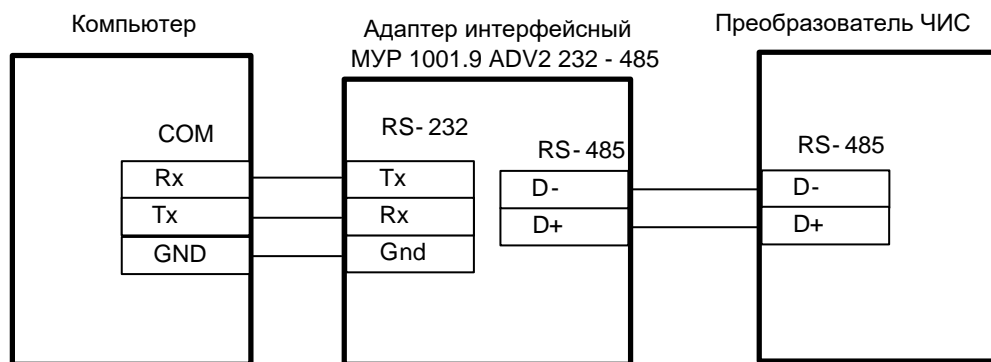 Компьютер
Адаптер интерфейсный
МУР 1001.9 ADV2 232 - 485
Преобразователь ЧИС
COM
Rx
Tx
GND
RS- 232
Tx
Rx
Gnd
RS- 485
D-
D+
RS- 485
D-
D+